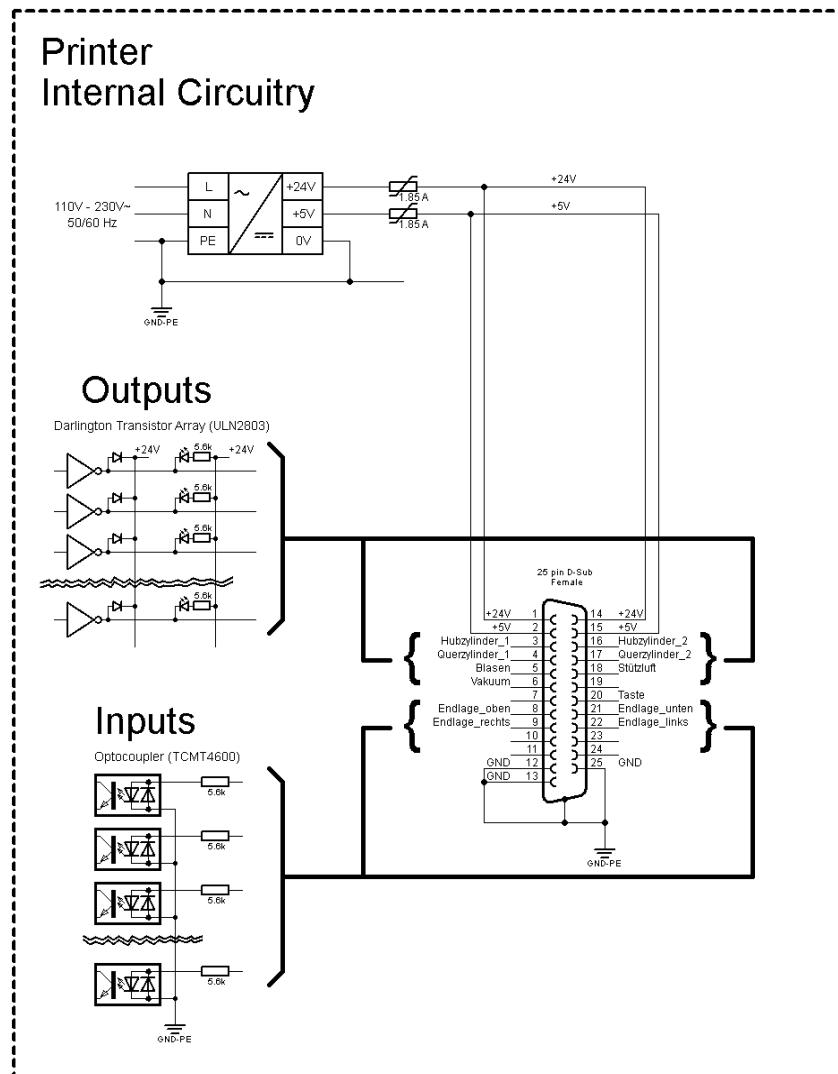 Printer
Internal Circuitry
110V - 230V~
50/60 Hz
L
N
PE
+24V
+5V
0V
1.85A
1.85A
+24V
+5V
GND-PE
Outputs
Darlington Transistor Array (ULN2803)
+24V
5.6k
+24V
5.6k
5.6k
5.6k
25 pin D-Sub
Female
+24V 1
+5V 2
Hubzylinder_1 3
Querzylinder_1 4
Blasen 5
Vakuum 6
7
Endlage_oben 8
Endlage_rechts 9
10
11
GND 12
GND 13
14 +24V
15 +5V
16 Hubzylinder_2
17 Querzylinder_2
18 Stützluft
19
20 Taste
21 Endlage_unten
22 Endlage_links
23
24
25 GND
GND-PE
Inputs
Optocoupler (TCMT4600)
5.6k
5.6k
5.6k
5.6k
GND-PE